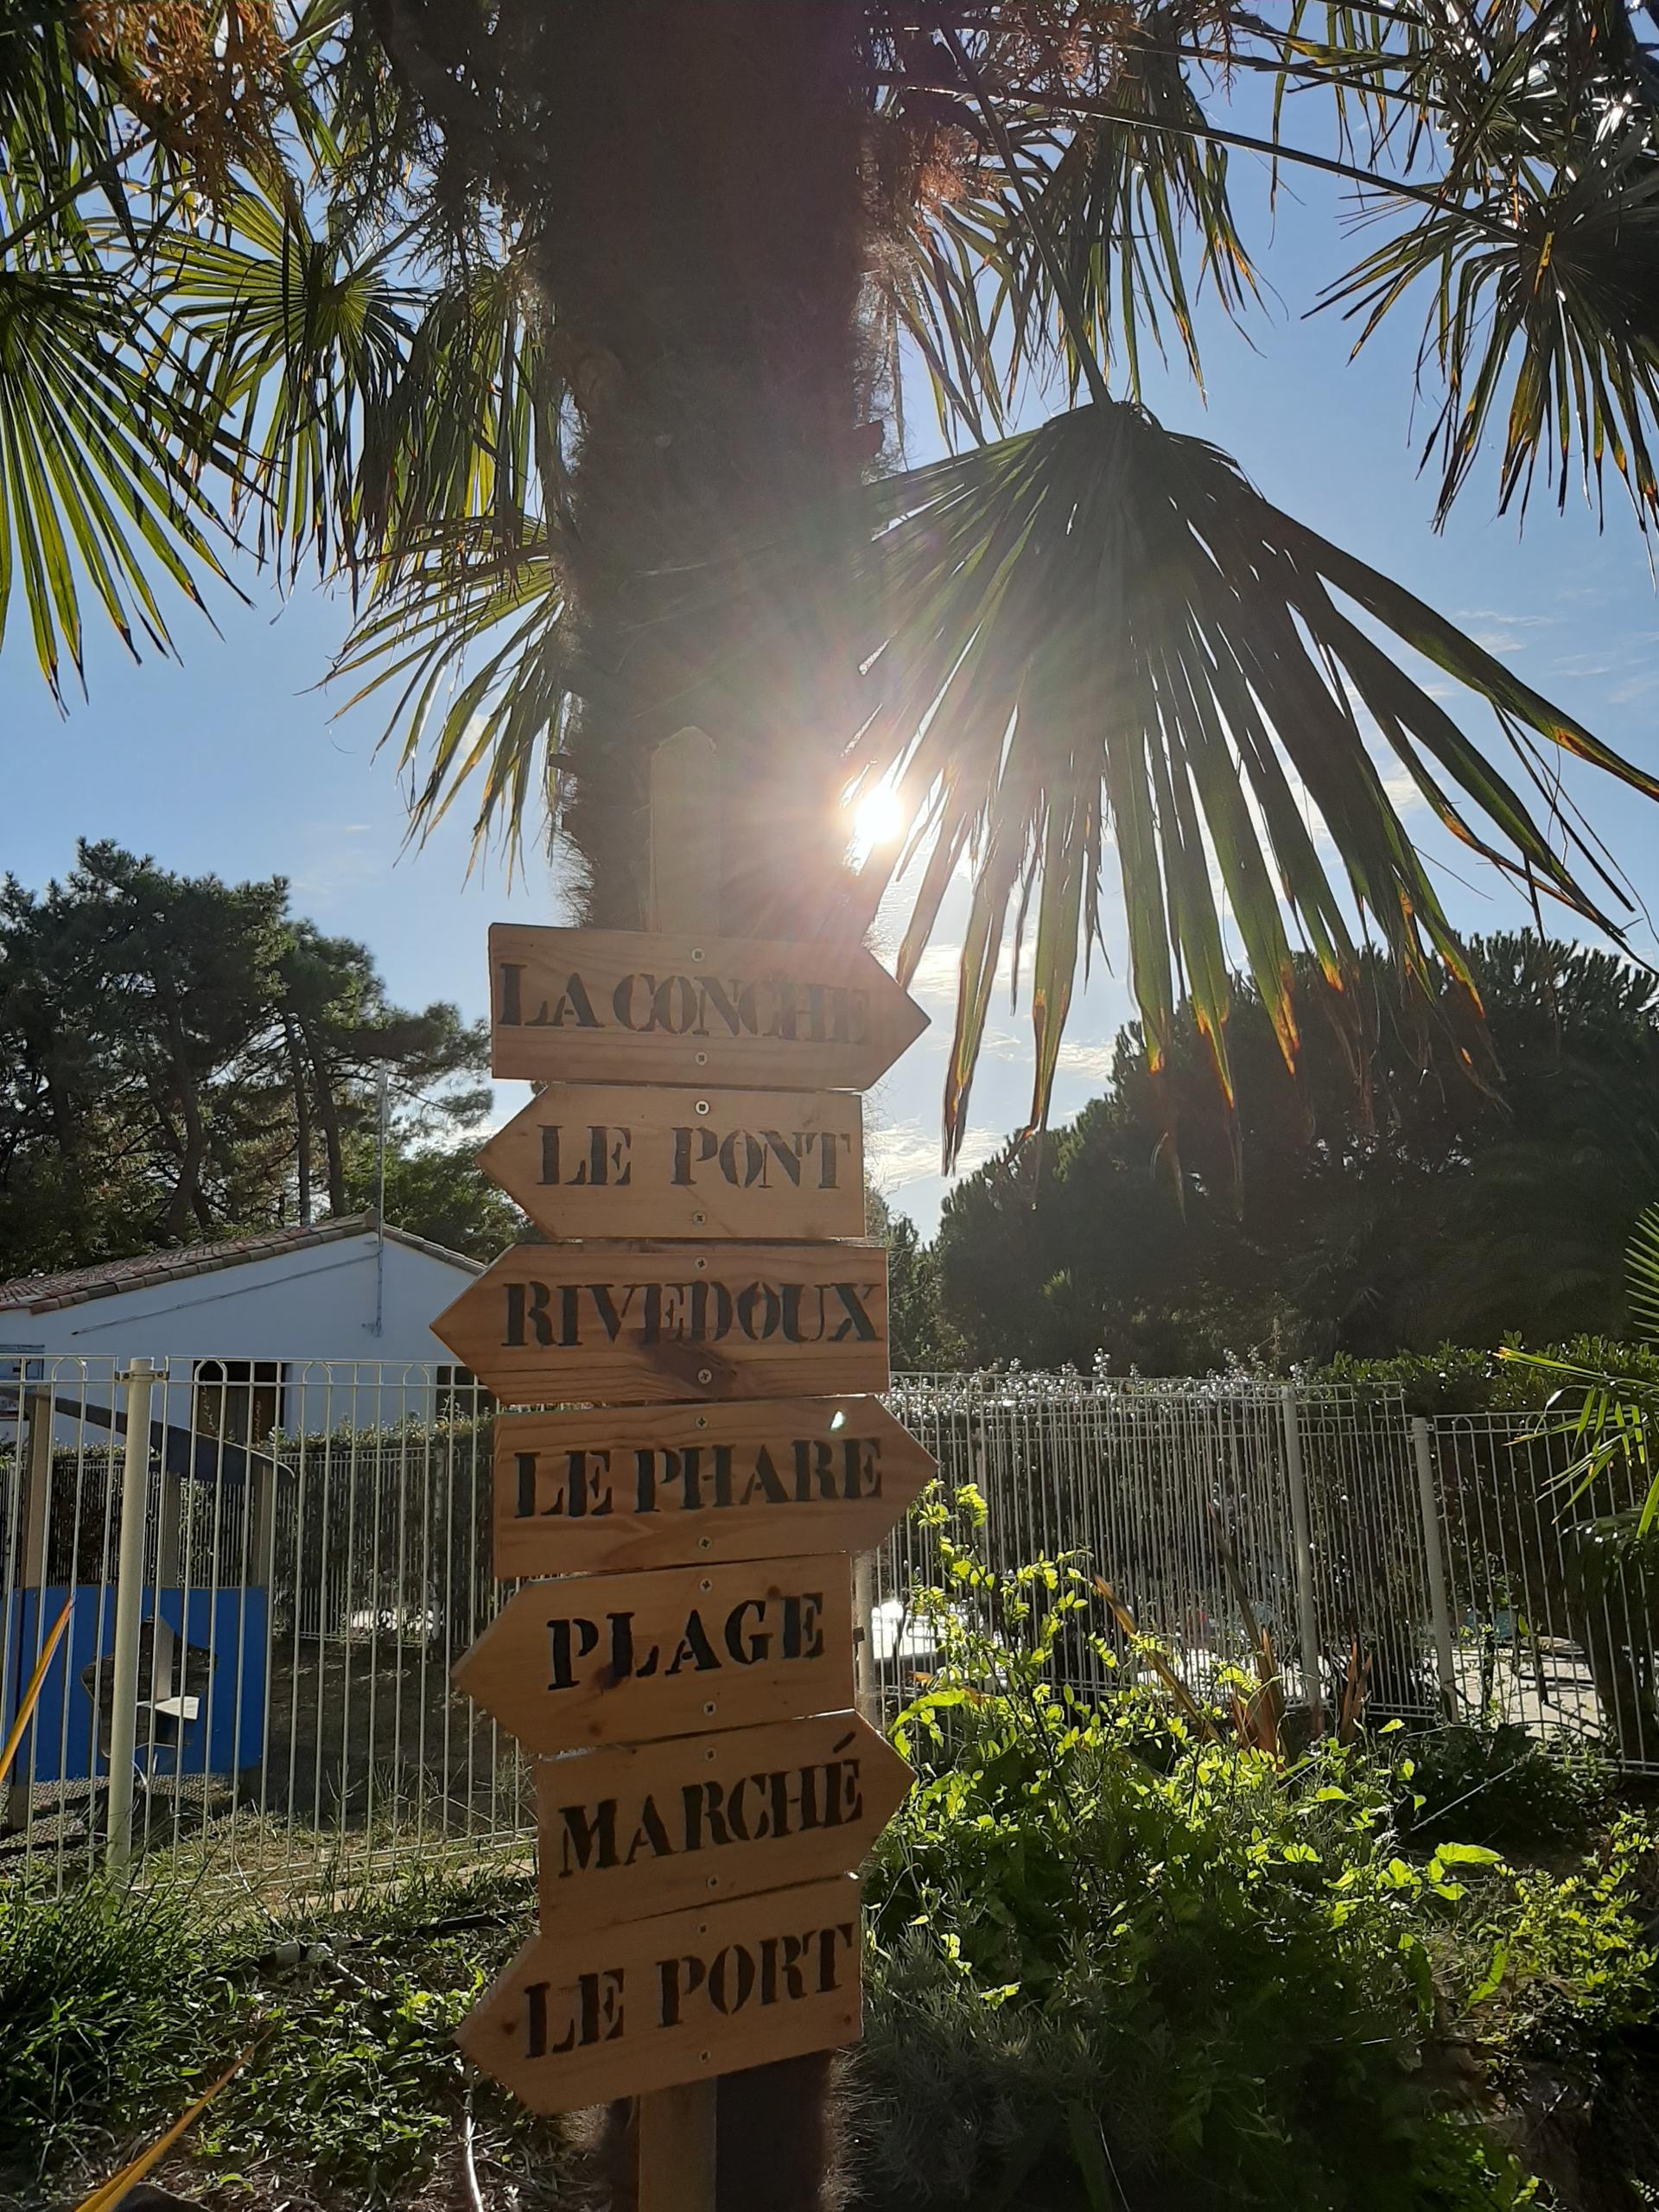 LA CONCHE
LE PONT
RIVEDOUX
LE PHARE
PLAGE
MARCHÉ
LE PORT